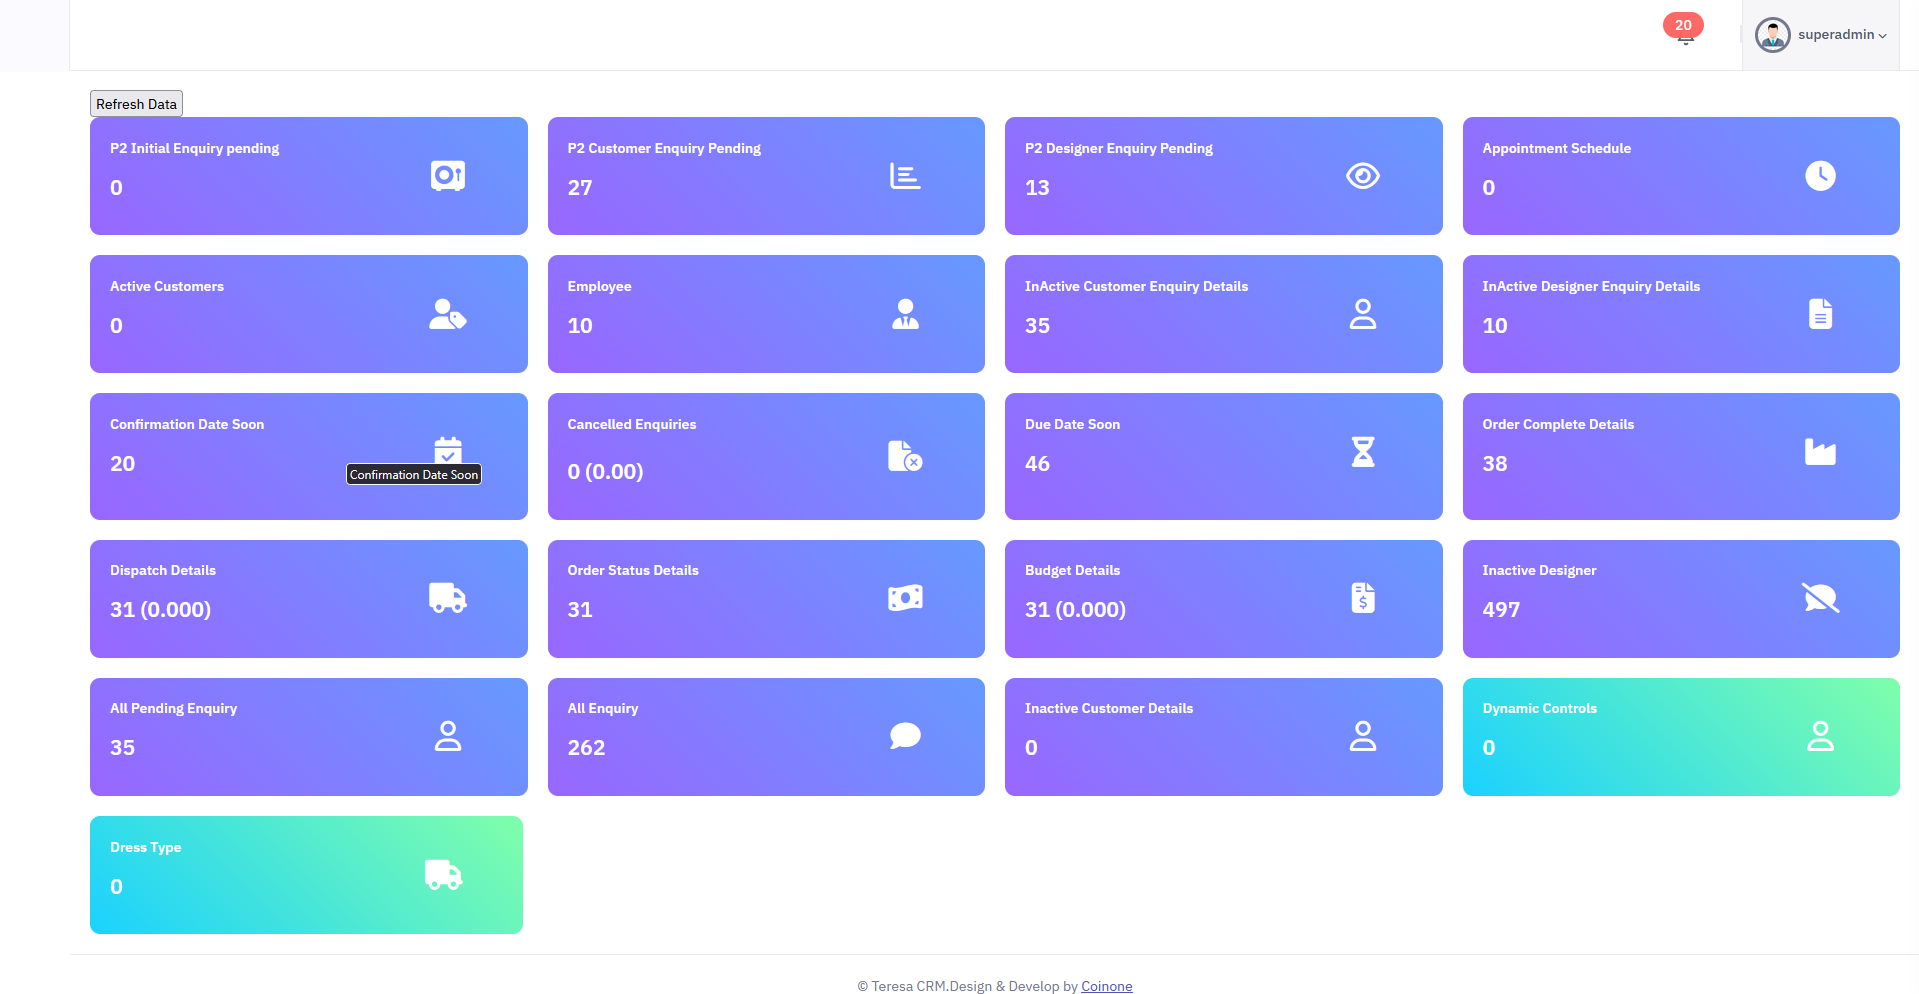 20
superadmin
Refresh Data
P2 Initial Enquiry pending
0
P2 Customer Enquiry Pending
27
P2 Designer Enquiry Pending
13
Appointment Schedule
0
Active Customers
0
Employee
10
InActive Customer Enquiry Details
35
InActive Designer Enquiry Details
10
Confirmation Date Soon
20
Confirmation Date Soon
Cancelled Enquiries
0 (0.00)
Due Date Soon
46
Order Complete Details
38
Dispatch Details
31 (0.000)
Order Status Details
31
Budget Details
31 (0.000)
Inactive Designer
497
All Pending Enquiry
35
All Enquiry
262
Inactive Customer Details
0
Dynamic Controls
0
Dress Type
0
© Teresa CRM.Design & Develop by Coinone